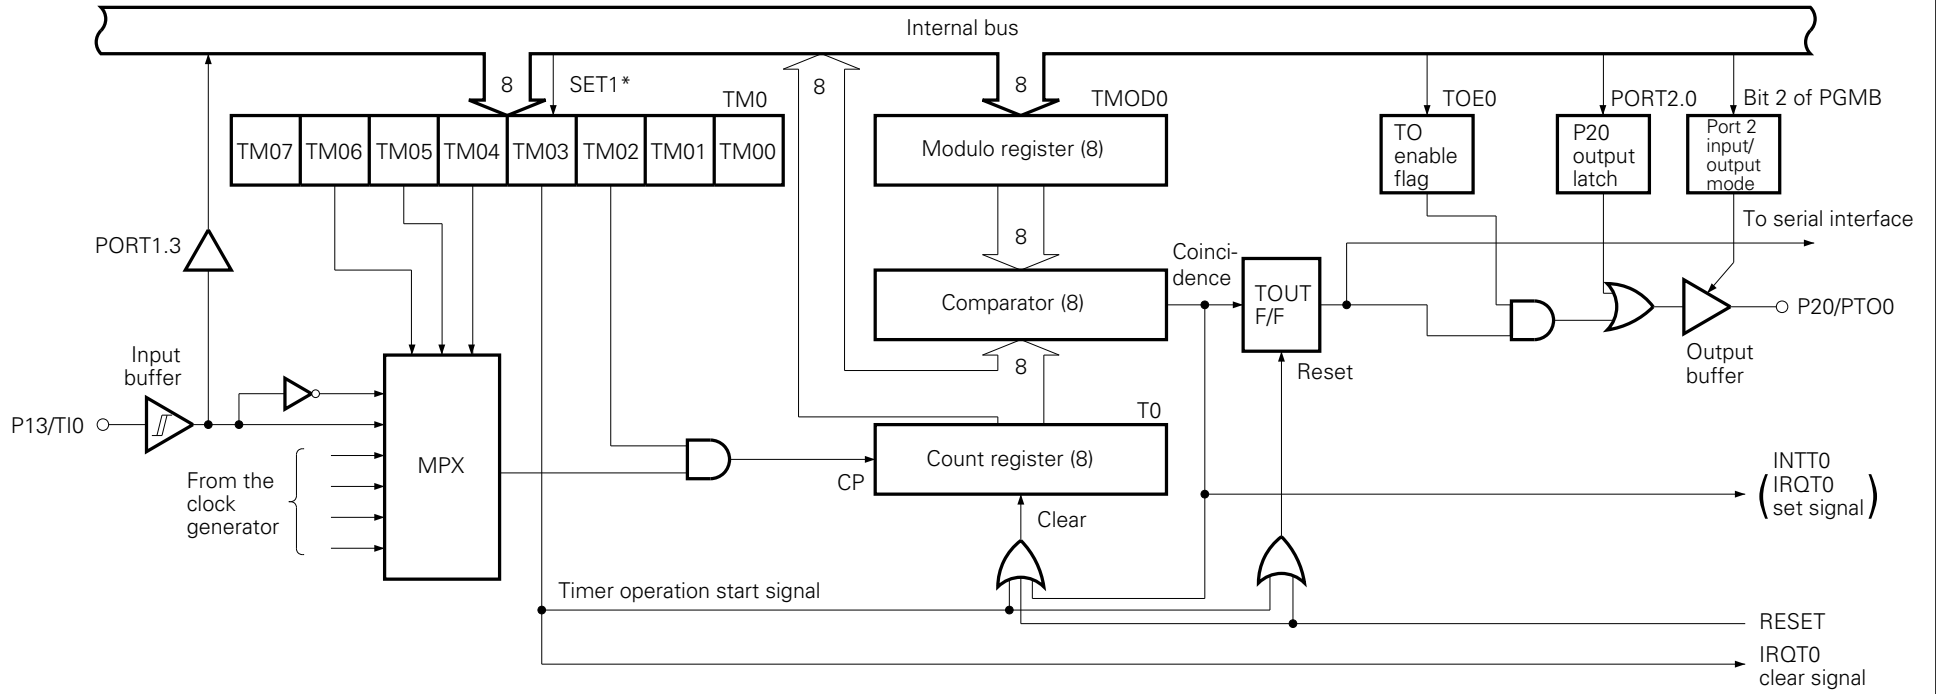 Internal bus
8
SET1*
TM0
8
8
TMOD0
TOE0
PORT2.0
Bit 2 of PGMB
TM07
TM06
TM05
TM04
TM03
TM02
TM01
TM00
Modulo register (8)
TO
enable
flag
P20
output
latch
Port 2
input/
output
mode
PORT1.3
8
To serial interface
Coinci-
dence
Comparator (8)
TOUT
F/F
P20/PTO0
Input
buffer
8
Reset
Output
buffer
P13/TI0
T0
MPX
Count register (8)
CP
From the
clock
generator
INTT0
(IRQT0
set signal)
Clear
Timer operation start signal
RESET
IRQT0
clear signal